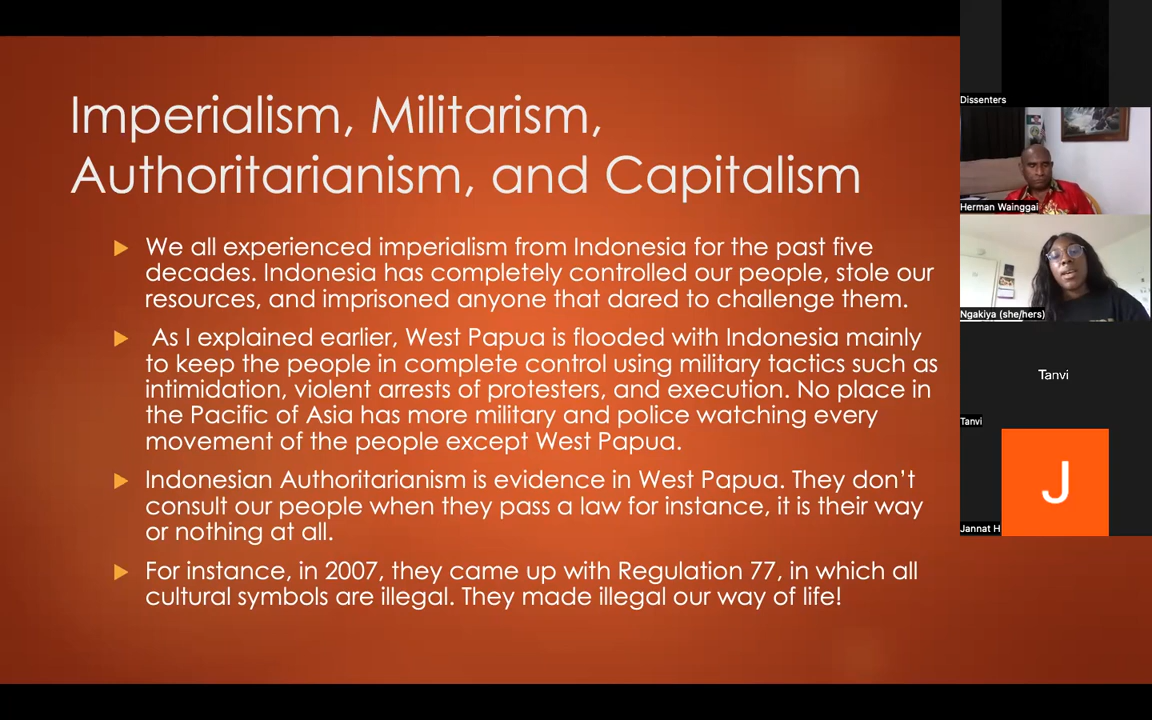 Imperialism, Militarism,
Authoritarianism, and Capitalism
We all experienced imperialism from Indonesia for the past five
decades. Indonesia has completely controlled our people, stole our
resources, and imprisoned anyone that dared to challenge them.
As I explained earlier, West Papua is flooded with Indonesia mainly
to keep the people in complete control using military tactics such as
intimidation, violent arrests of protesters, and execution. No place in
the Pacific of Asia has more military and police watching every
movement of the people except West Papua.
Indonesian Authoritarianism is evidence in West Papua. They don't
consult our people when they pass a law for instance, it is their way
or nothing at all.
For instance, in 2007, they came up with Regulation 77, in which all
cultural symbols are illegal. They made illegal our way of life!
Dissenters
Herman Wainggai
Ngakiya (she/hers)
Tanvi
Tanvi
J
Jannat H